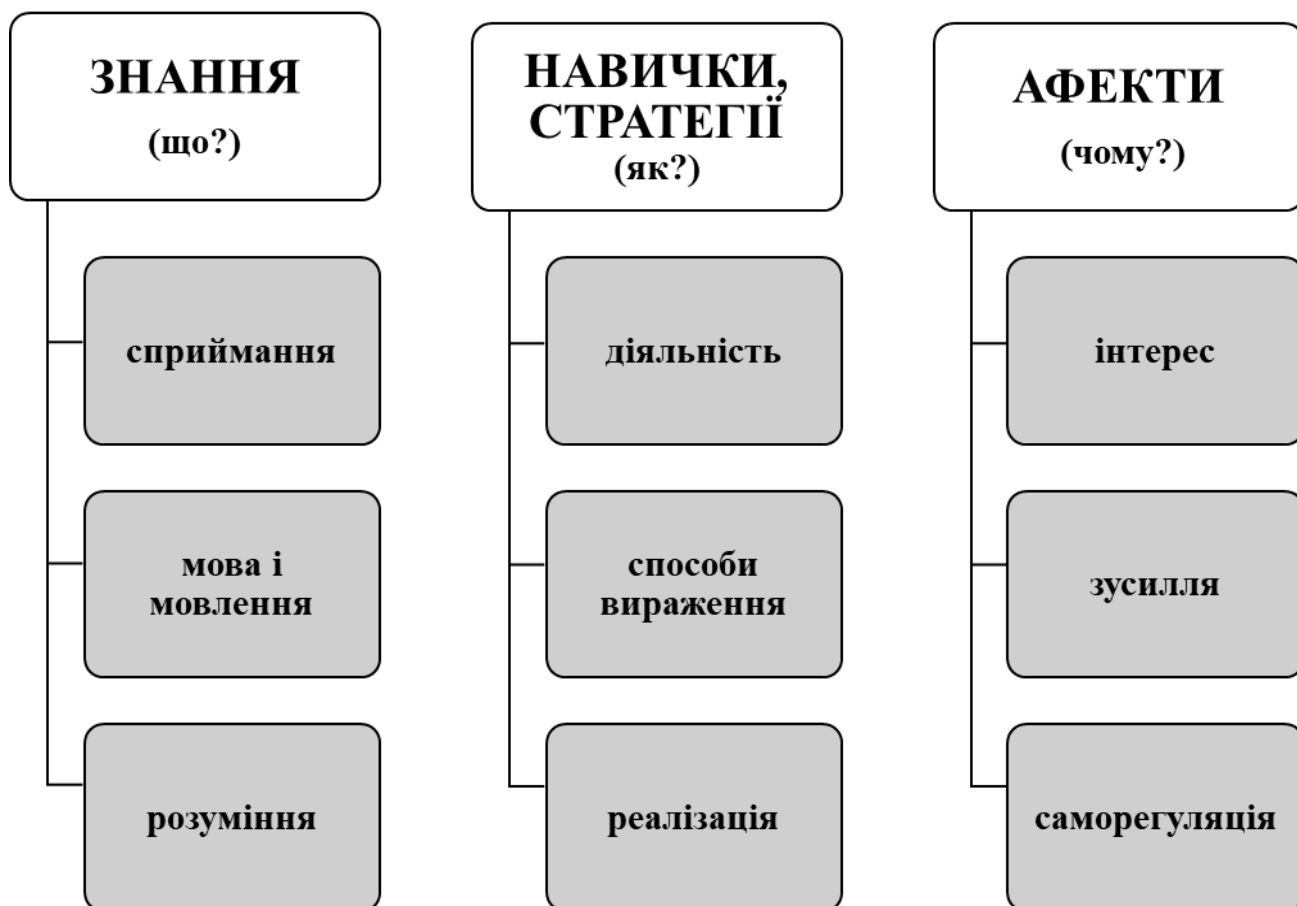 ЗНАННЯ
(що?)
сприймання
мова і
мовлення
розуміння
НАВИЧКИ,
СТРАТЕГІЇ
(як?)
діяльність
способи
вираження
реалізація
АФЕКТИ
(чому?)
інтерес
зусилля
саморегуляція